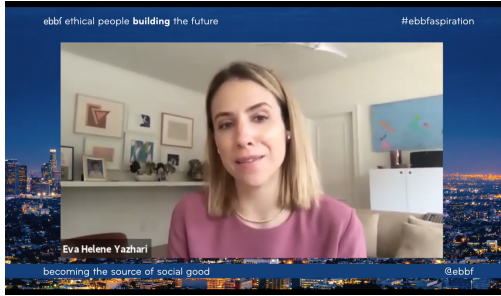 ebbf ethical people building the future
#ebbfaspiration
Eva Helene Yazhari
becoming the source of social good
@ebbf